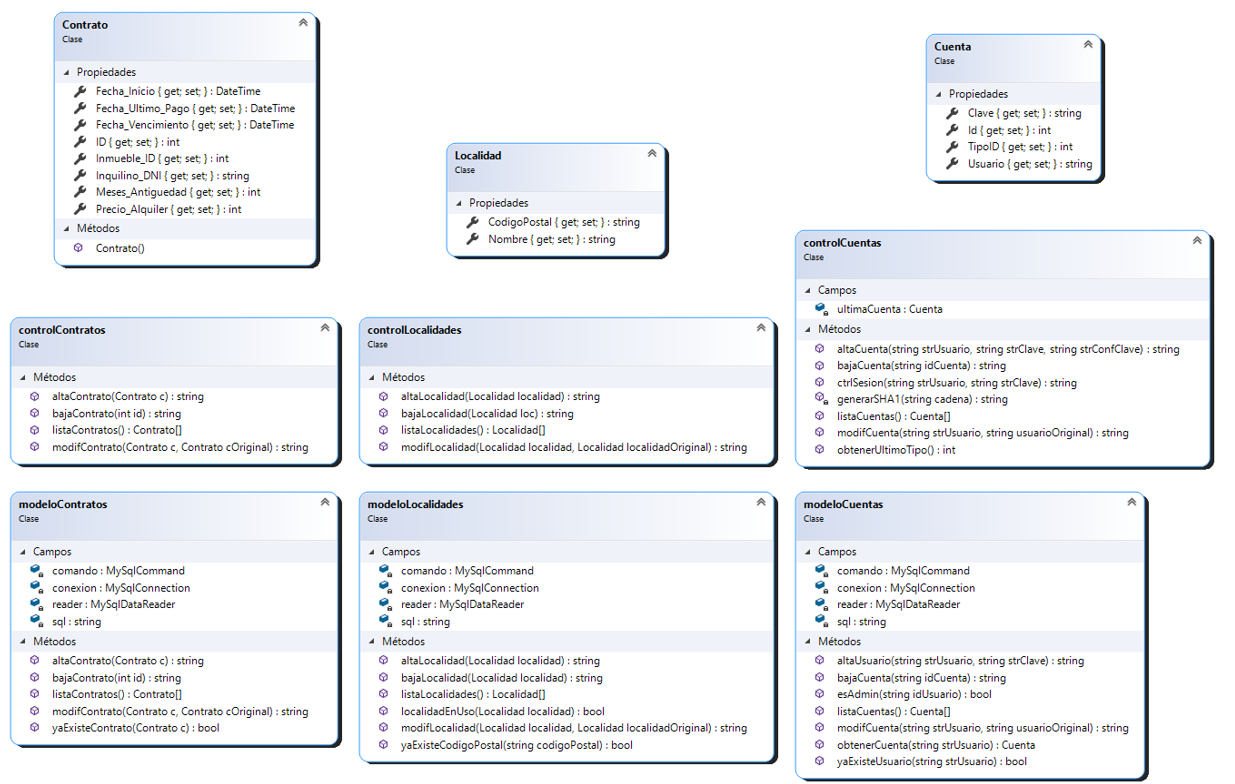 Contrato
Clase
Propiedades
Fecha_Inicio { get; set; } : DateTime
Fecha_Ultimo_Pago { get; set; } : DateTime
Fecha_Vencimiento { get; set; } : DateTime
ID { get; set; } : int
Inmueble_ID { get; set; } : int
Inquilino_DNI { get; set; } : string
Meses_Antiguedad { get; set; } : int
Precio_Alquiler { get; set; } : int
Métodos
Contrato()
Localidad
Clase
Propiedades
CodigoPostal { get; set; } : string
Nombre { get; set; } : string
Cuenta
Clase
Propiedades
Clave { get; set; } : string
Id { get; set; } : int
TipoID { get; set; } : int
Usuario { get; set; } : string
controlContratos
Clase
Métodos
altaContrato(Contrato c) : string
bajaContrato(int id) : string
listaContratos() : Contrato[]
modifContrato(Contrato c, Contrato cOriginal) : string
controlLocalidades
Clase
Métodos
altaLocalidad(Localidad localidad) : string
bajaLocalidad(Localidad loc) : string
listaLocalidades() : Localidad[]
modifLocalidad(Localidad localidad, Localidad localidadOriginal) : string
controlCuentas
Clase
Campos
ultimaCuenta : Cuenta
Métodos
altaCuenta(string strUsuario, string strClave, string strConfClave) : string
bajaCuenta(string idCuenta) : string
ctrlSesion(string strUsuario, string strClave) : string
generarSHA1(string cadena) : string
listaCuentas() : Cuenta[]
modifCuenta(string strUsuario, string usuarioOriginal) : string
obtenerUltimoTipo() : int
modeloContratos
Clase
Campos
comando : MySqlCommand
conexion : MySqlConnection
reader : MySqlDataReader
sql : string
Métodos
altaContrato(Contrato c) : string
bajaContrato(int id) : string
listaContratos() : Contrato[]
modifContrato(Contrato c, Contrato cOriginal) : string
yaExisteContrato(Contrato c) : bool
modeloLocalidades
Clase
Campos
comando : MySqlCommand
conexion : MySqlConnection
reader : MySqlDataReader
sql : string
Métodos
altaLocalidad(Localidad localidad) : string
bajaLocalidad(Localidad localidad) : string
listaLocalidades() : Localidad[]
localidadEnUso(Localidad localidad) : bool
modifLocalidad(Localidad localidad, Localidad localidadOriginal) : string
yaExisteCodigoPostal(string codigoPostal) : bool
modeloCuentas
Clase
Campos
comando : MySqlCommand
conexion : MySqlConnection
reader : MySqlDataReader
sql : string
Métodos
altaUsuario(string strUsuario, string strClave) : string
bajaCuenta(string idCuenta) : string
esAdmin(string idUsuario) : bool
listaCuentas() : Cuenta[]
modifCuenta(string strUsuario, string usuarioOriginal) : string
obtenerCuenta(string strUsuario) : Cuenta
yaExisteUsuario(string strUsuario) : bool